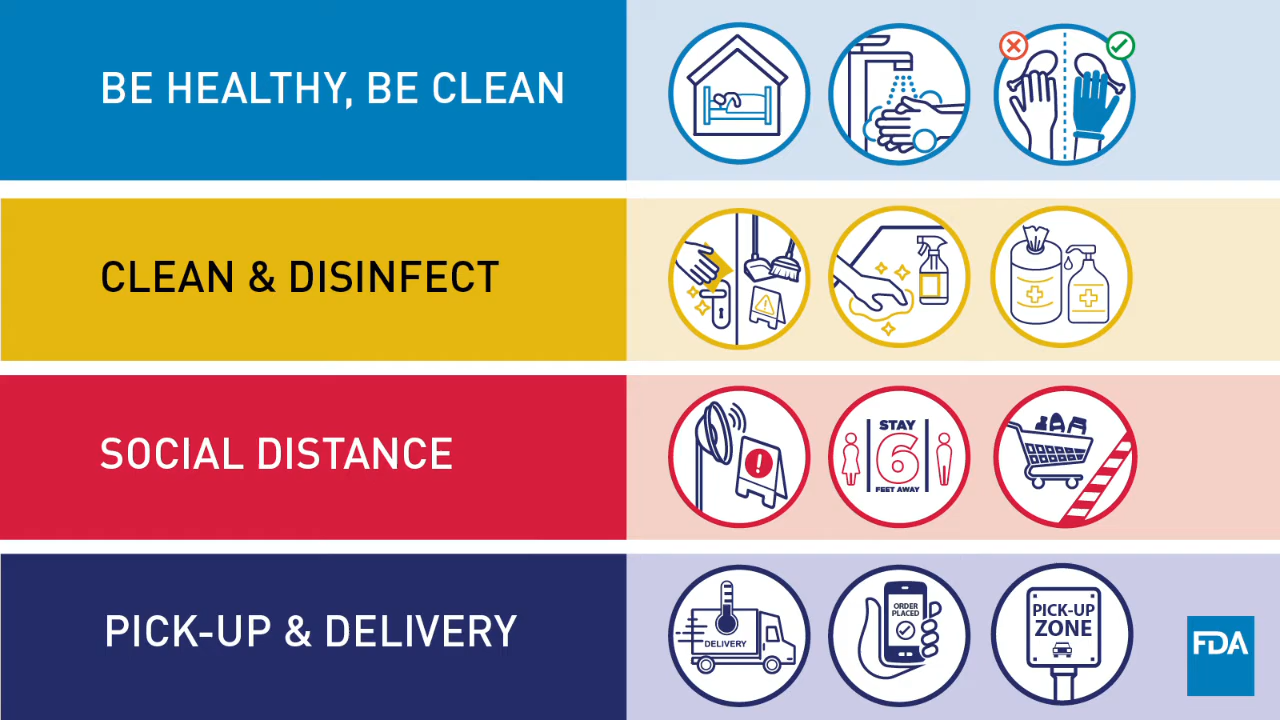 BE HEALTHY, BE CLEAN
CLEAN & DISINFECT
SOCIAL DISTANCE
STAY
6
FEET AWAY
PICK-UP & DELIVERY
DELIVERY
ORDER
PLACED
PICK-UP
ZONE
FDA